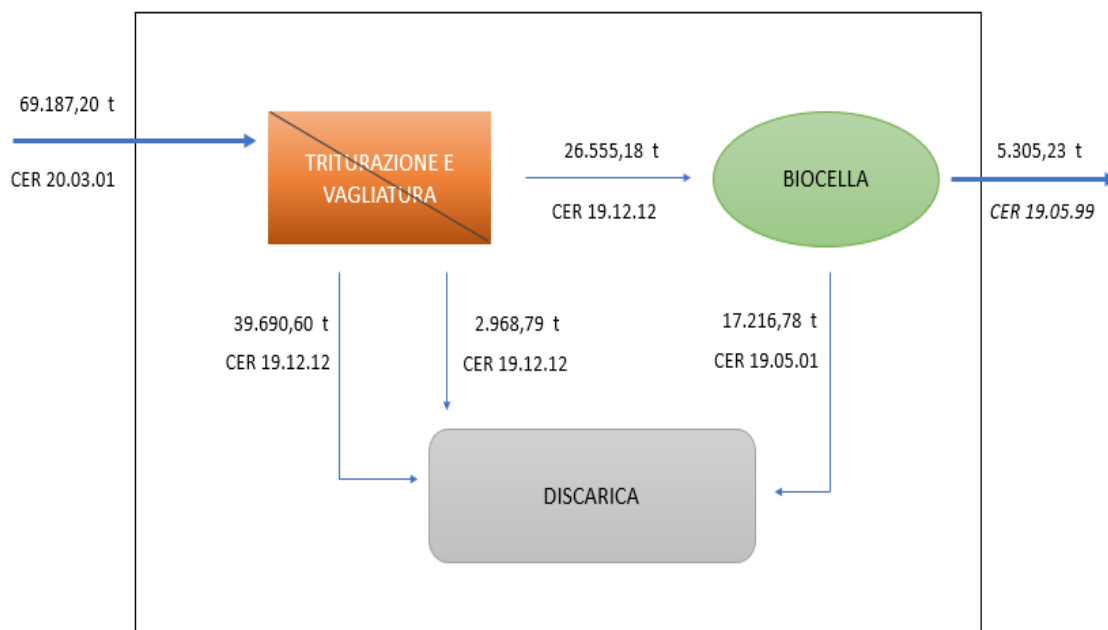 69.187,20 t
CER 20.03.01
TRITURAZIONE E
VAGLIATURA
26.555,18 t
CER 19.12.12
BIOCELLA
5.305,23 t
CER 19.05.99
39.690,60 t
CER 19.12.12
2.968,79 t
CER 19.12.12
17.216,78 t
CER 19.05.01
DISCARICA